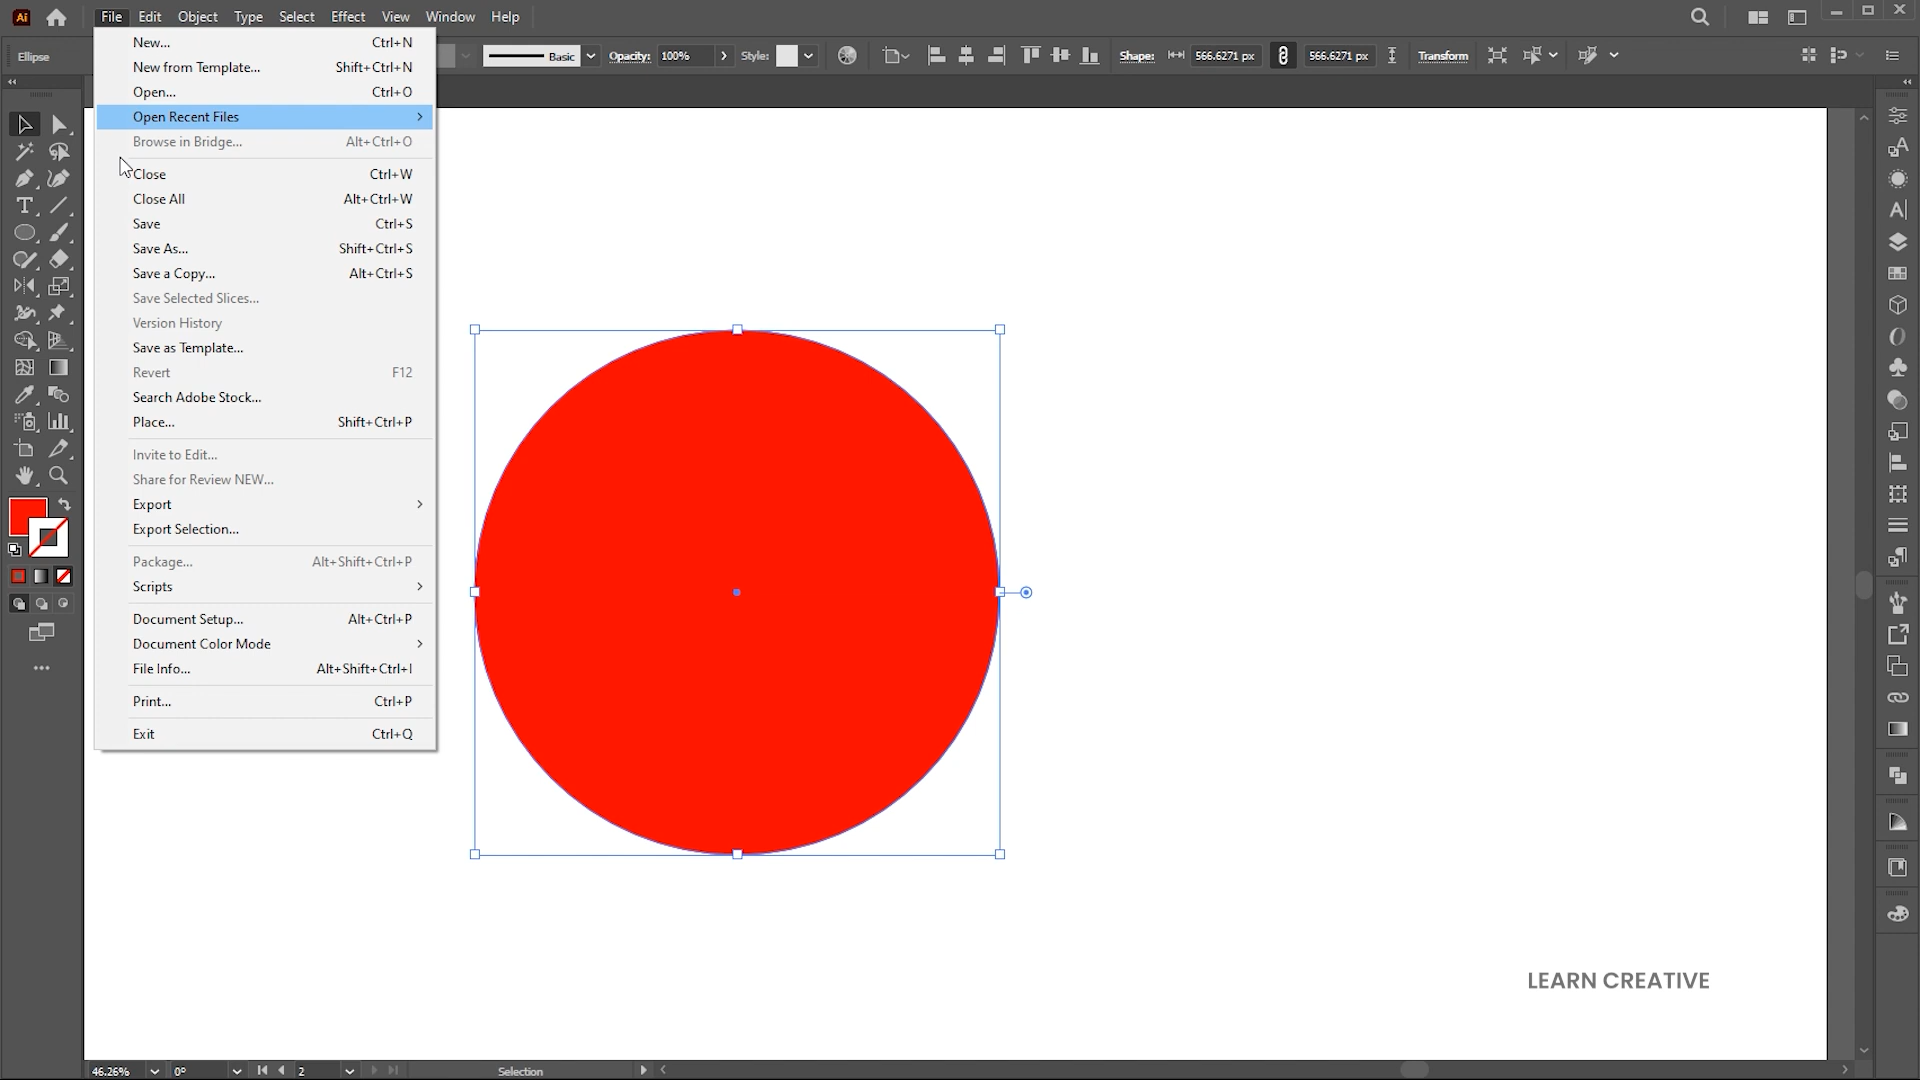 Ai File Edit Object Type Select Effect View Window Help
Ellipse Basic Opacity: 100% Style: Shape: 566.6271 px 566.6271 px Transform
New... Ctrl+N
New from Template... Shift+Ctrl+N
Open... Ctrl+O
Open Recent Files
Browse in Bridge... Alt+Ctrl+O
Close Ctrl+W
Close All Alt+Ctrl+W
Save Ctrl+S
Save As... Shift+Ctrl+S
Save a Copy... Alt+Ctrl+S
Save Selected Slices...
Version History
Save as Template...
Revert F12
Search Adobe Stock...
Place... Shift+Ctrl+P
Invite to Edit...
Share for Review NEW...
Export
Export Selection...
Package... Alt+Shift+Ctrl+P
Scripts
Document Setup... Alt+Ctrl+P
Document Color Mode
File Info... Alt+Shift+Ctrl+I
Print... Ctrl+P
Exit Ctrl+Q
LEARN CREATIVE
46.26% 0° 2 Selection